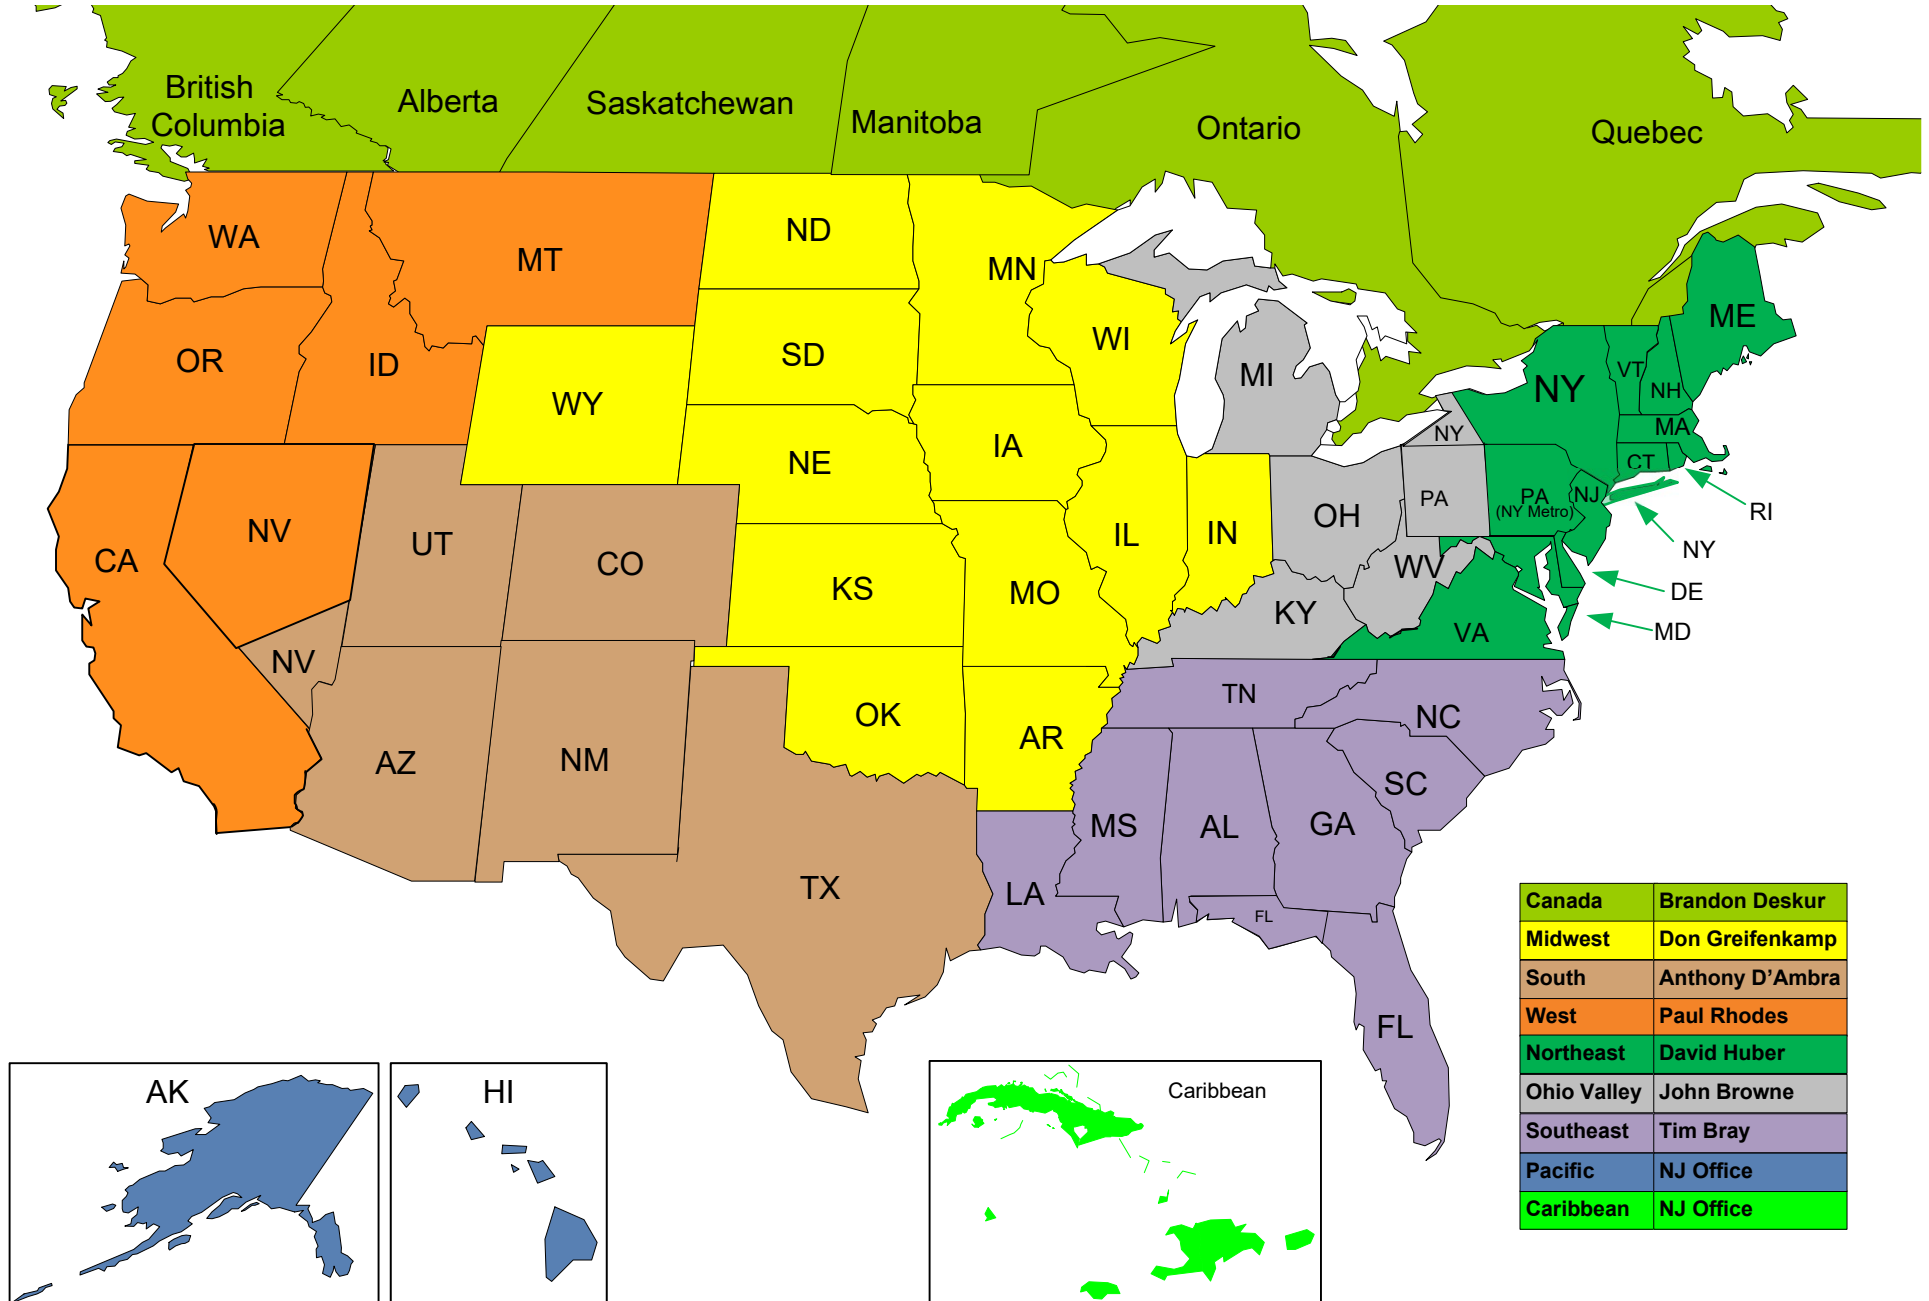 British
Columbia
Alberta
Saskatchewan
Manitoba
Ontario
Quebec
WA
MT
ND
MN
OR
ID
SD
WI
MI
ME
WY
NY
VT
NH
NE
IA
NY
MA
CT
NV
CA
UT
CO
KS
MO
IL
IN
OH
PA
PA
(NY Metro)
NJ
RI
NY
DE
MD
WV
KY
VA
NV
AZ
NM
OK
AR
TN
NC
SC
TX
LA
MS
AL
GA
FL
FL
Canada Brandon Deskur
Midwest Don Greifenkamp
South Anthony D’Ambra
West Paul Rhodes
Northeast David Huber
Ohio Valley John Browne
Southeast Tim Bray
Pacific NJ Office
Caribbean NJ Office
AK
HI
Caribbean